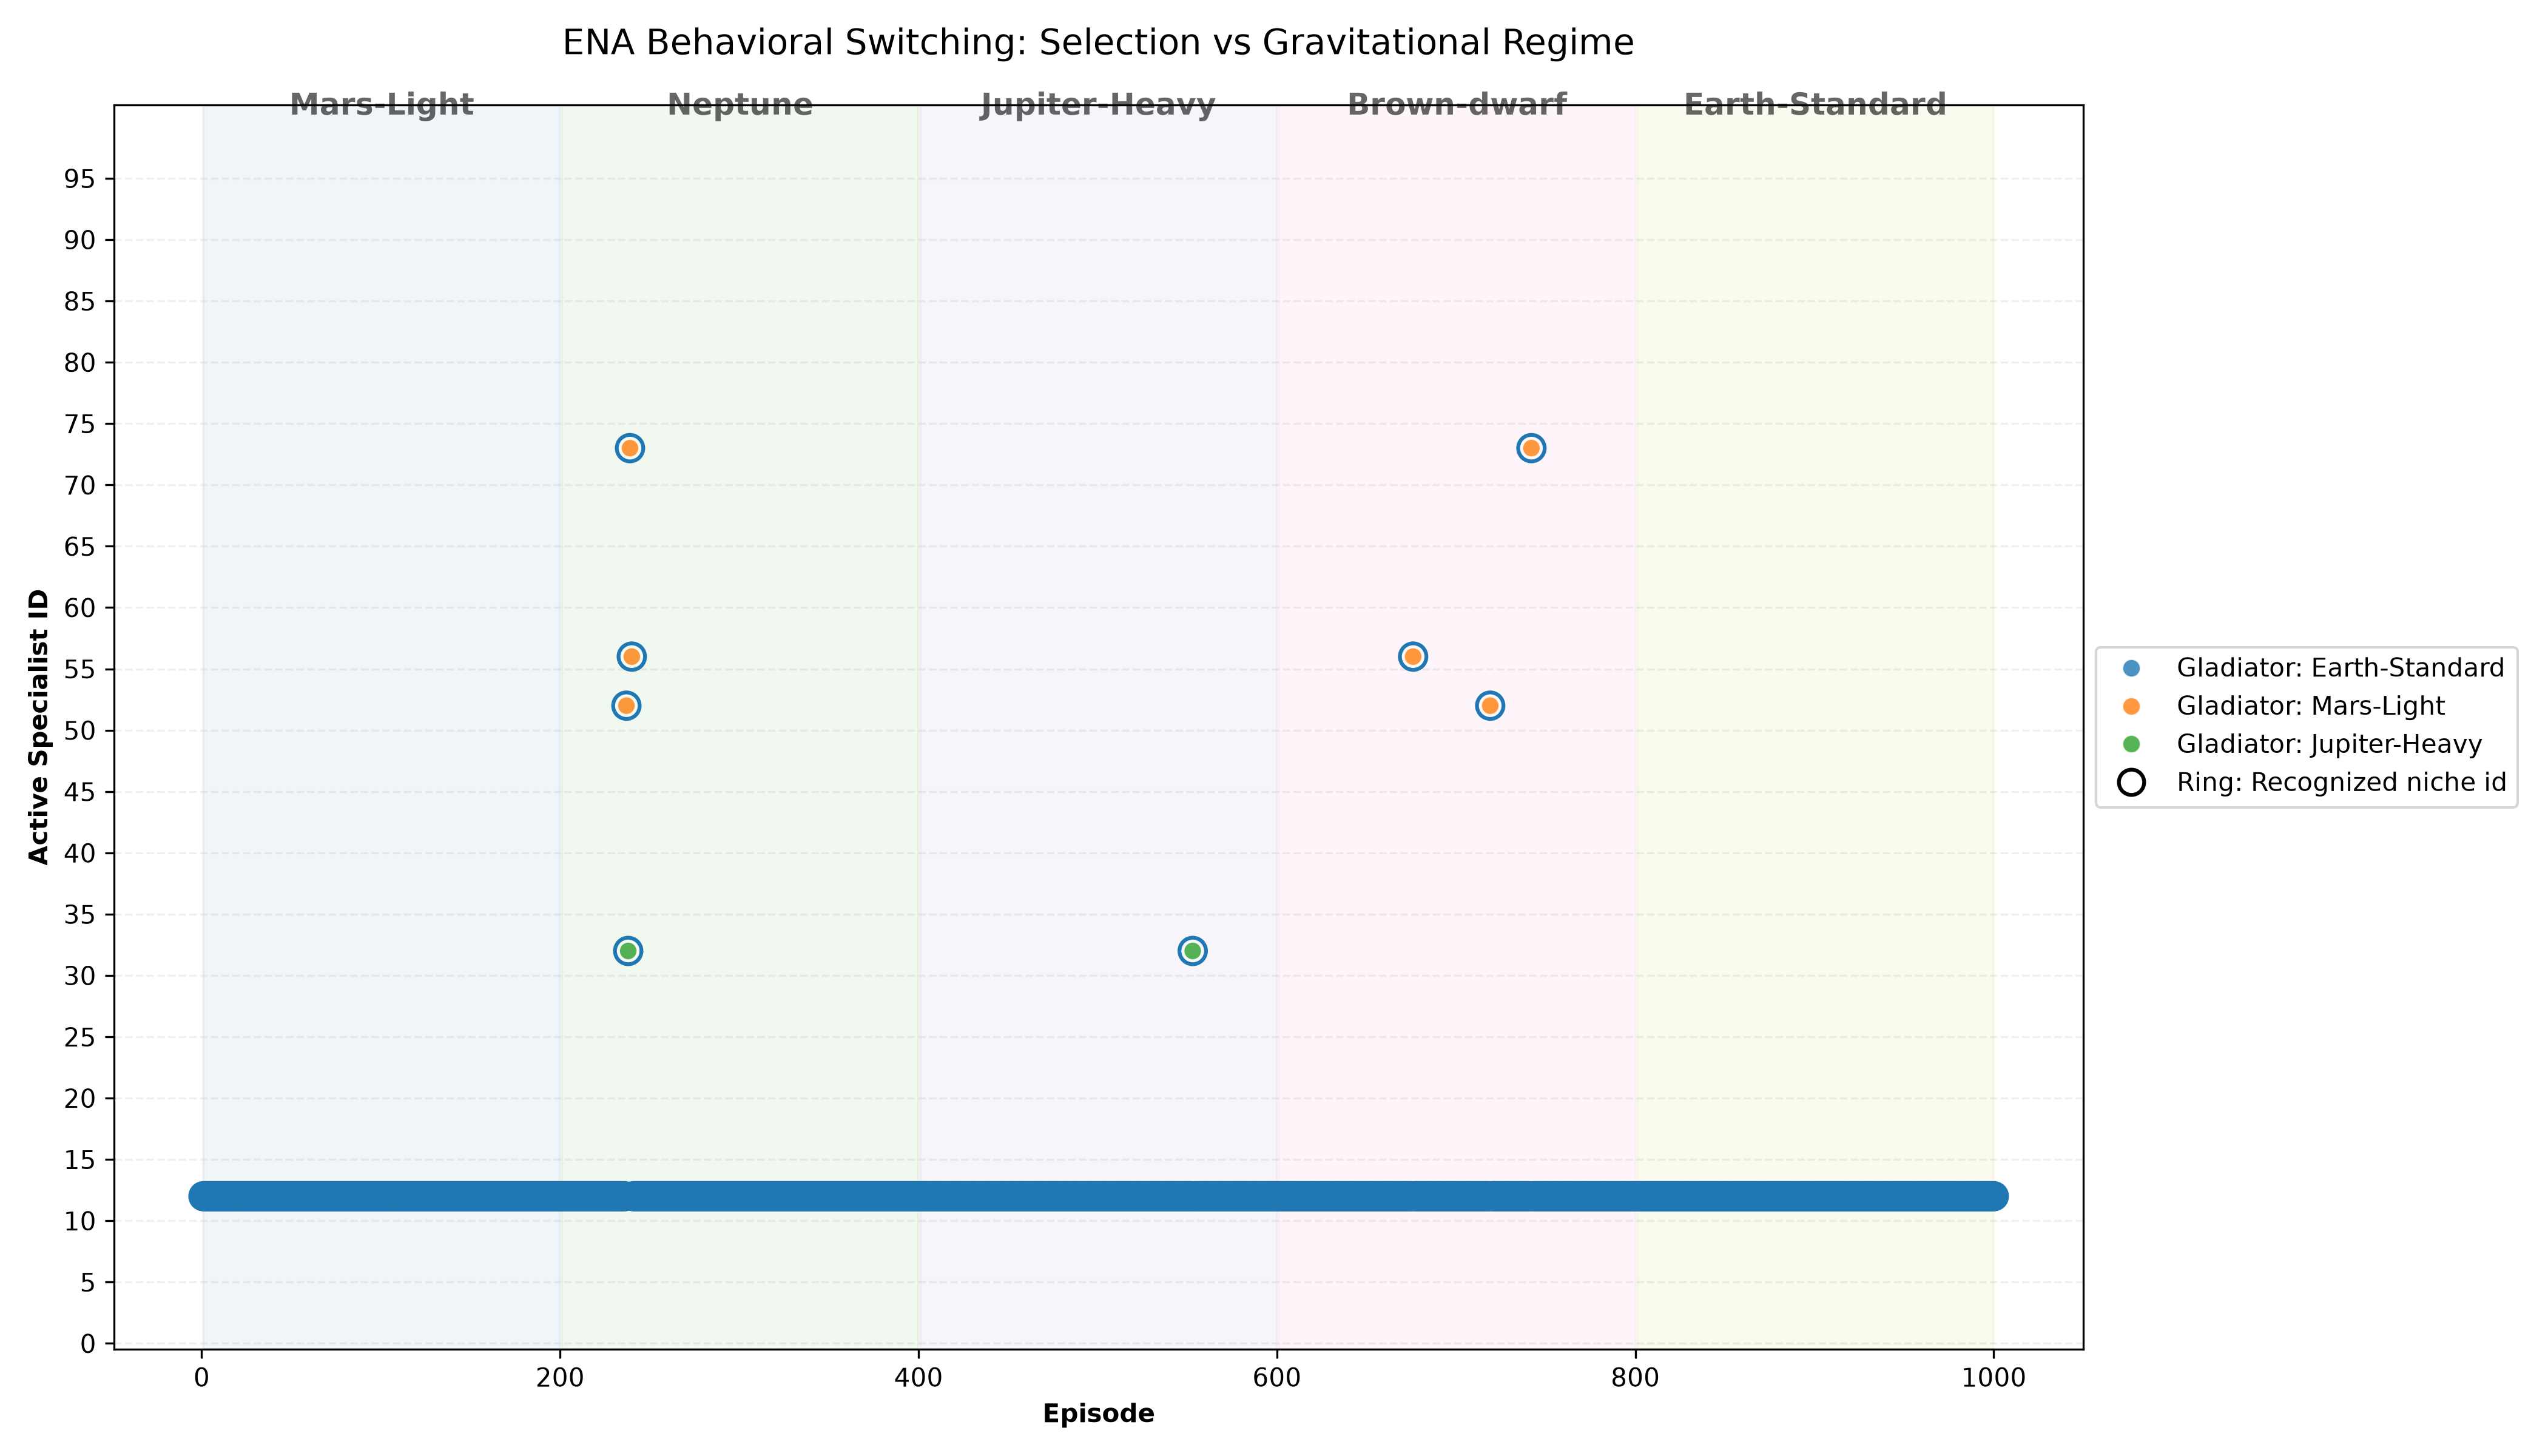 ENA Behavioral Switching: Selection vs Gravitational Regime
Mars-Light Neptune Jupiter-Heavy Brown-dwarf Earth-Standard
95
90
85
80
75
70
65
60
55
50
45
40
35
30
25
20
15
10
5
0
Active Specialist ID
0 200 400 600 800 1000
Episode
Gladiator: Earth-Standard
Gladiator: Mars-Light
Gladiator: Jupiter-Heavy
Ring: Recognized niche id